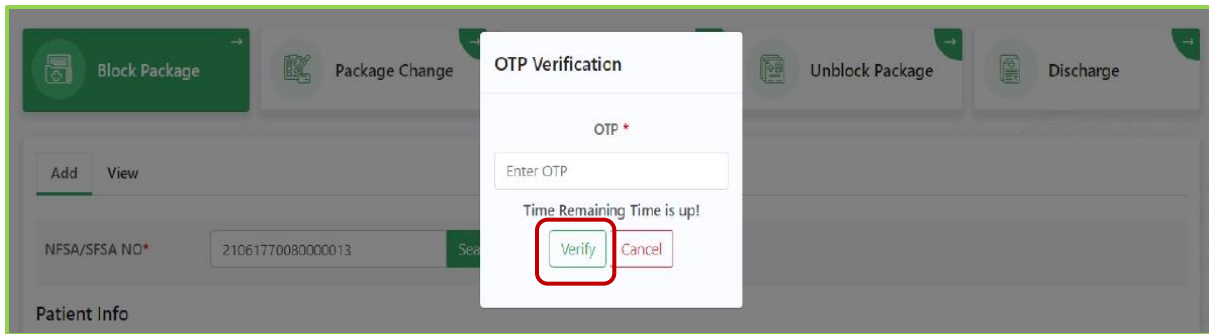 Block Package
Package Change
Unblock Package
Discharge
OTP Verification
OTP *
Enter OTP
Time Remaining Time is up!
Verify
Cancel
Add
View
NFSA/SFSA NO*
21061770080000013
Sea
Patient Info